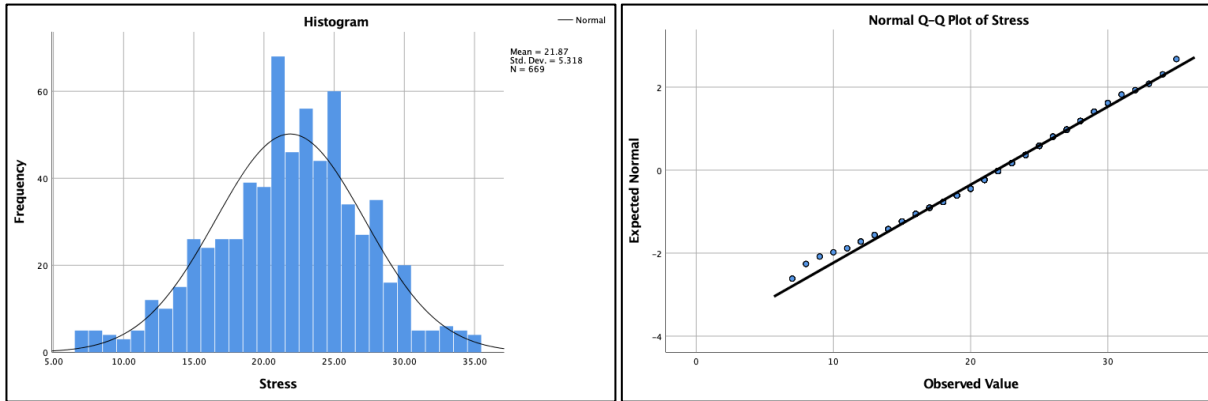 Histogram
Normal
Mean = 21.87
Std. Dev. = 5.318
N = 669
Frequency
60
40
20
0
5.00 10.00 15.00 20.00 25.00 30.00 35.00
Stress
Normal Q-Q Plot of Stress
Expected Normal
2
0
−2
−4
0 10 20 30
Observed Value